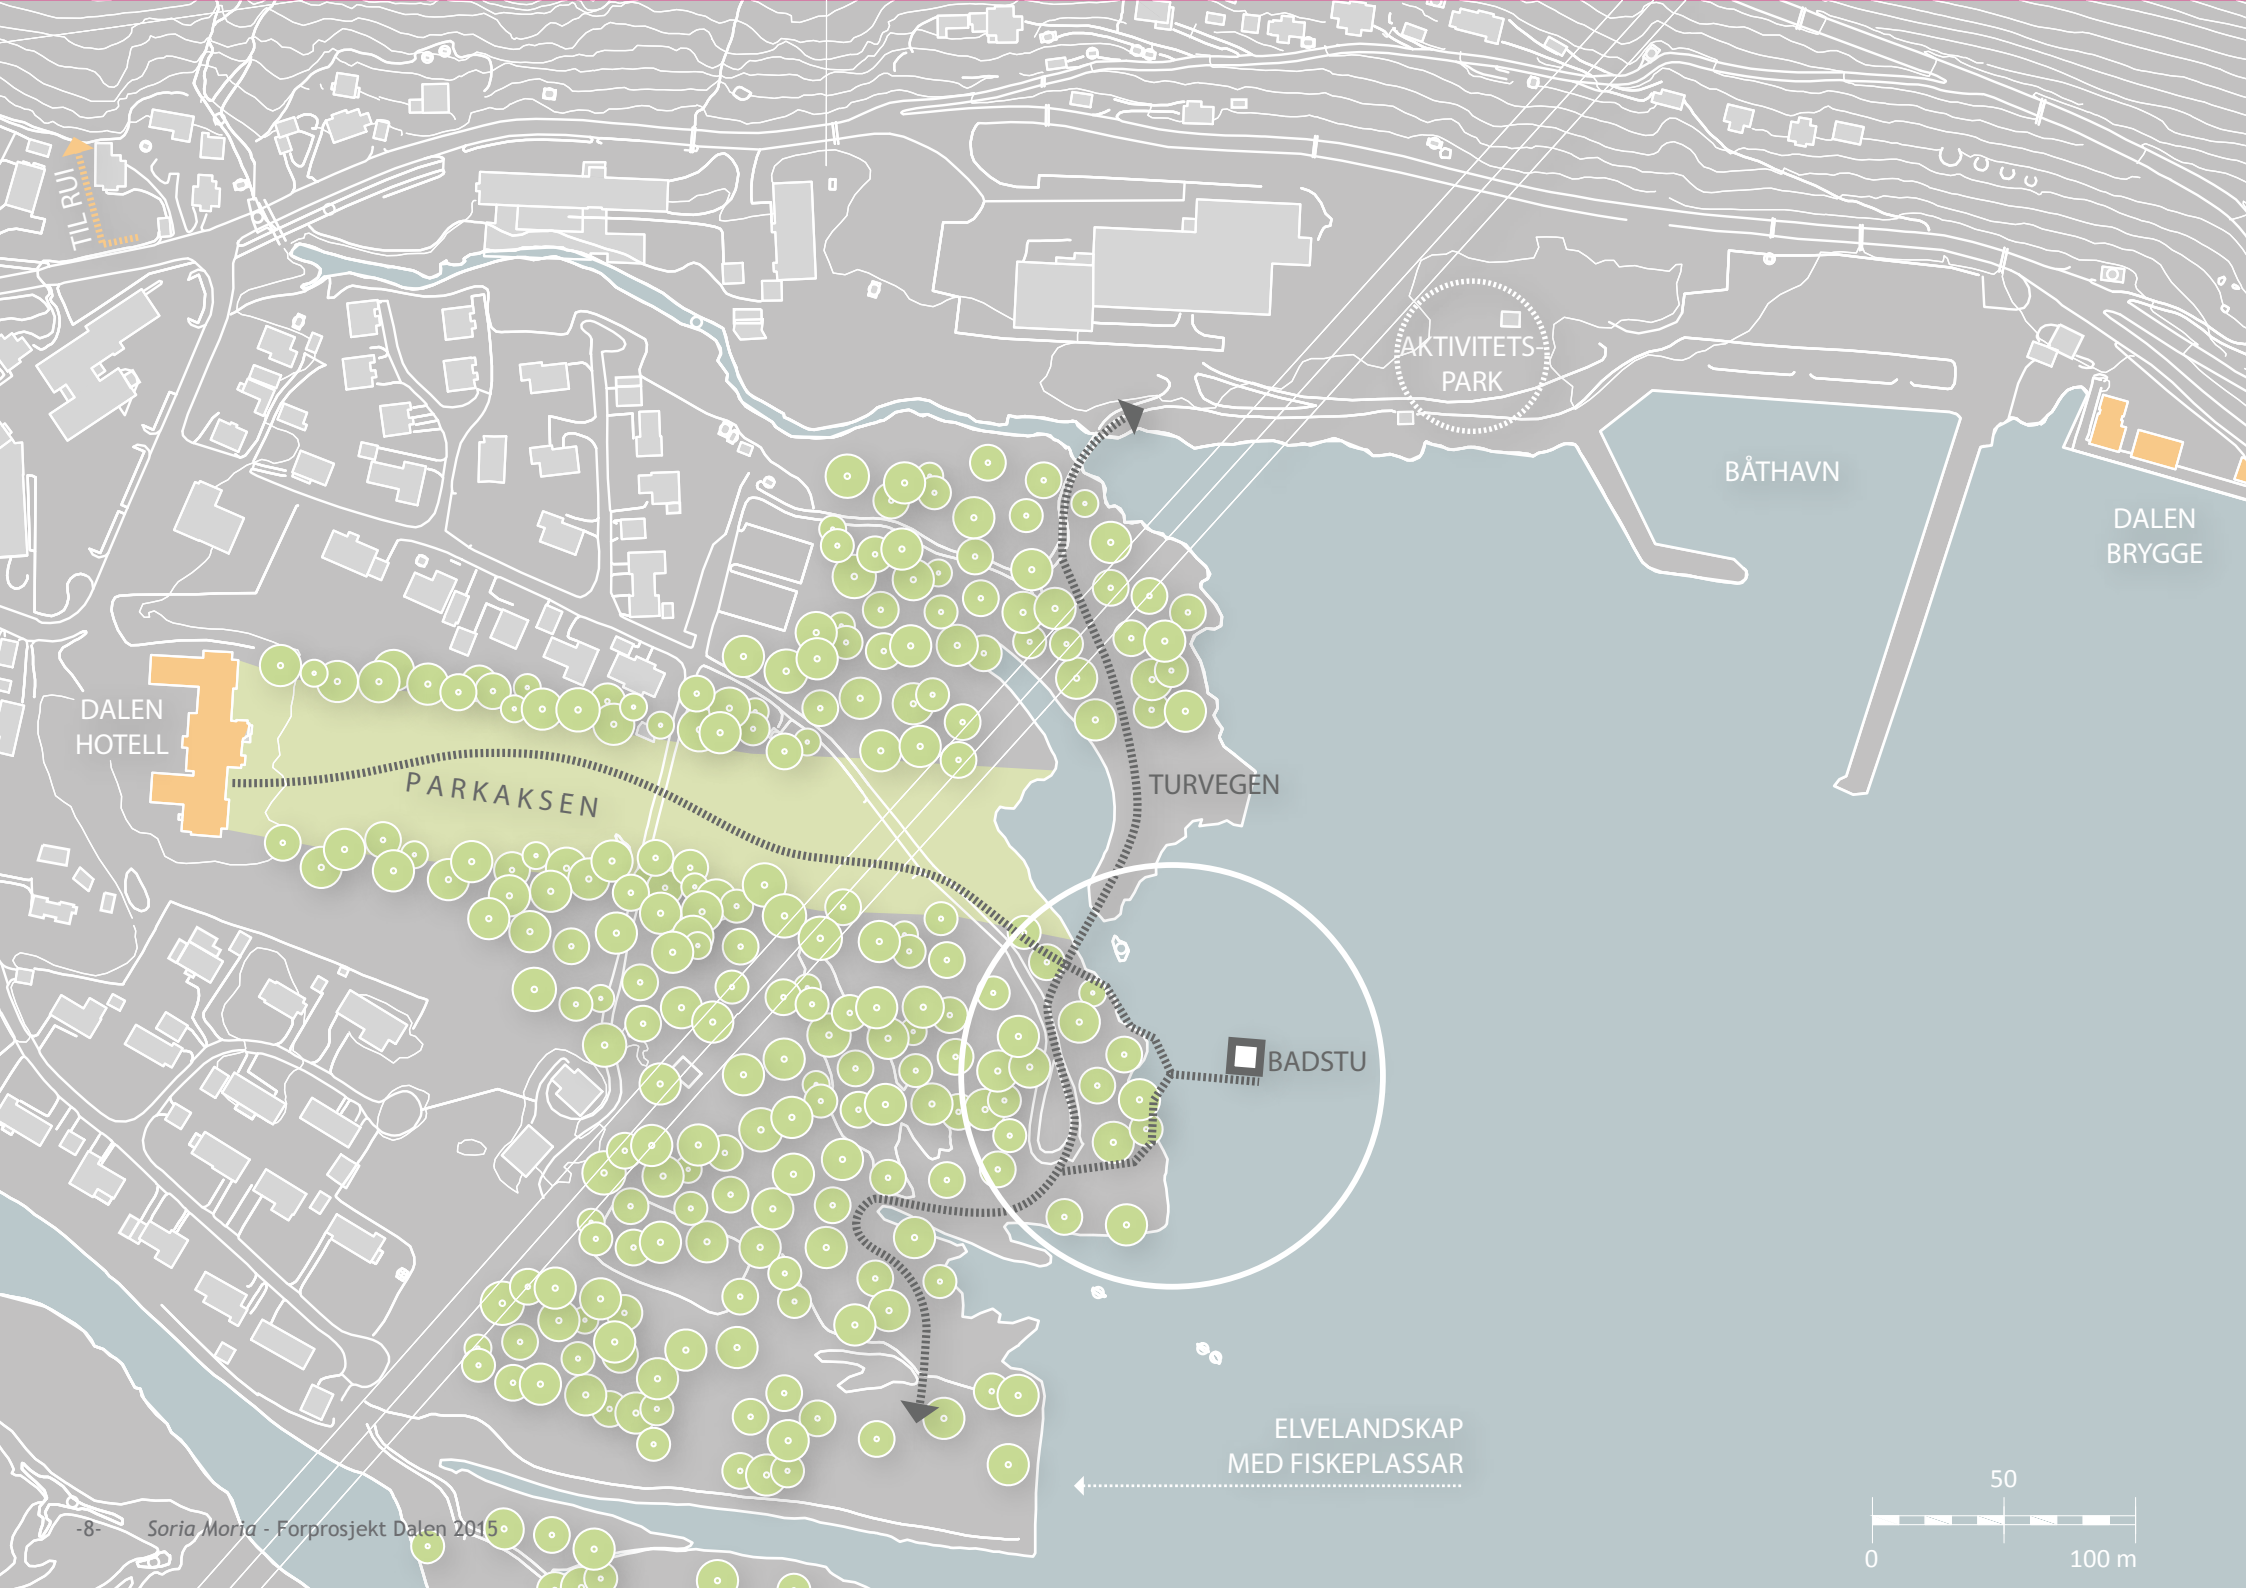 TIL RUI
AKTIVITETS-
PARK
BÅTHAVN
DALEN
BRYGGE
DALEN
HOTELL
PARKAKSEN
TURVEGEN
BADSTU
ELVELANDSKAP
MED FISKEPLASSAR
50
0
100 m
-8-
Soria Moria - Forprosjekt Dalen 2015